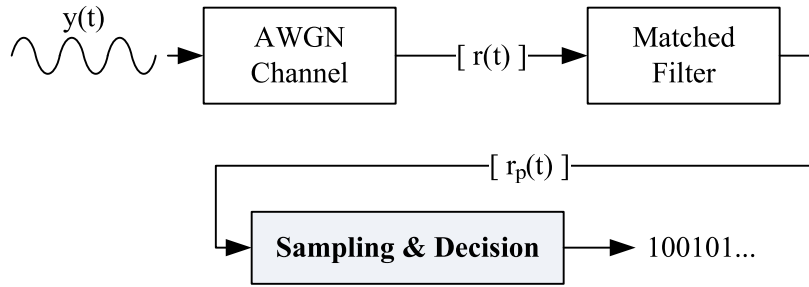 y(t)
AWGN
Channel
[ r(t) ]
Matched
Filter
[ rp(t) ]
Sampling & Decision
100101...